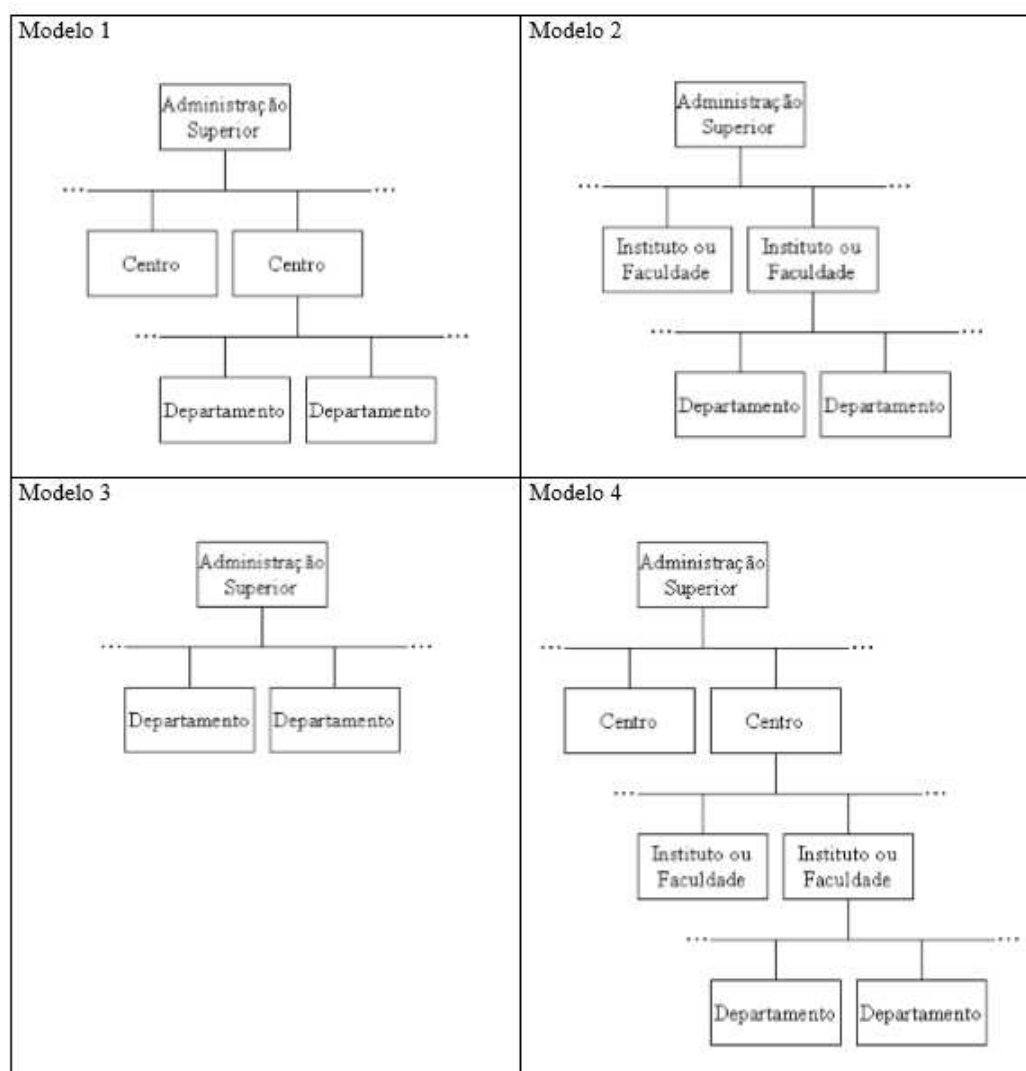 Modelo 1
Administração
Superior
...
...
Centro
Centro
...
...
Departamento
Departamento
Modelo 2
Administração
Superior
...
...
Instituto ou
Faculdade
Instituto ou
Faculdade
...
...
Departamento
Departamento
Modelo 3
Administração
Superior
...
...
Departamento
Departamento
Modelo 4
Administração
Superior
...
...
Centro
Centro
...
...
Instituto ou
Faculdade
Instituto ou
Faculdade
...
...
Departamento
Departamento